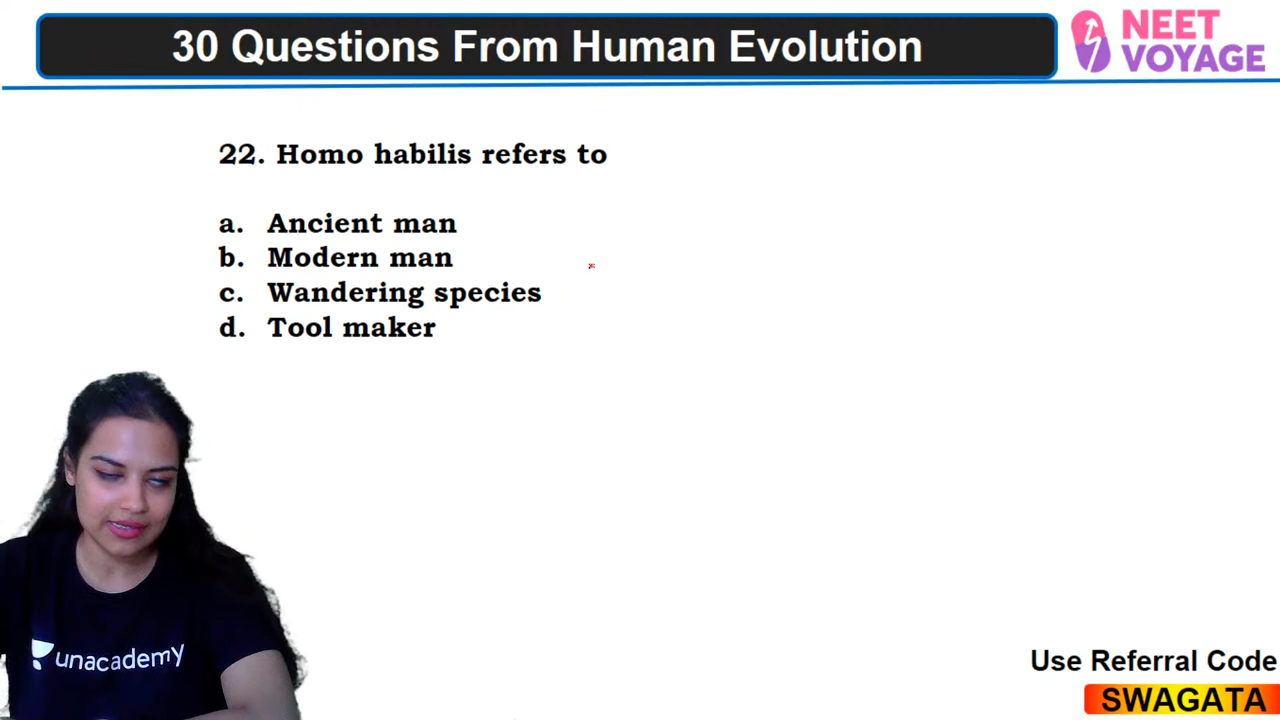 30 Questions From Human Evolution
NEET
VOYAGE
22. Homo habilis refers to
a. Ancient man
b. Modern man
c. Wandering species
d. Tool maker
unacademy
Use Referral Code
SWAGATA